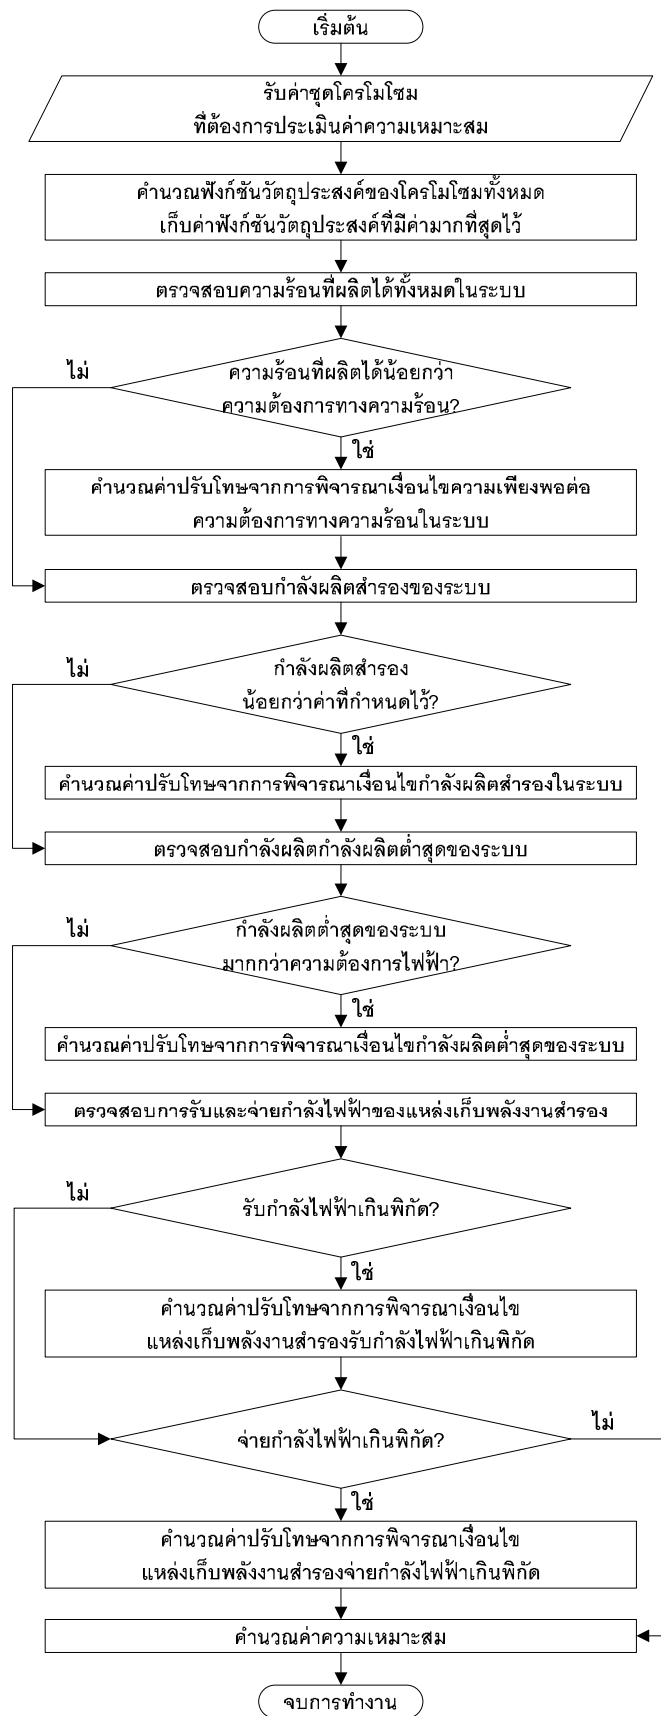 เริ่มต้น
รับค่าชุดโครโมโซม
ที่ต้องการประเมินค่าความเหมาะสม
คำนวณฟังก์ชันวัตถุประสงค์ของโครโมโซมทั้งหมด
เก็บค่าฟังก์ชันวัตถุประสงค์ที่มีค่ามากที่สุดไว้
ตรวจสอบความร้อนที่ผลิตได้ทั้งหมดในระบบ
ไม่
ความร้อนที่ผลิตได้น้อยกว่า
ความต้องการทางความร้อน?
ใช่
คำนวณค่าปรับโทษจากการพิจารณาเงื่อนไขความเพียงพอต่อ
ความต้องการทางความร้อนในระบบ
ตรวจสอบกำลังผลิตสำรองของระบบ
ไม่
กำลังผลิตสำรอง
น้อยกว่าค่าที่กำหนดไว้?
ใช่
คำนวณค่าปรับโทษจากการพิจารณาเงื่อนไขกำลังผลิตสำรองในระบบ
ตรวจสอบกำลังผลิตกำลังผลิตต่ำสุดของระบบ
ไม่
กำลังผลิตต่ำสุดของระบบ
มากกว่าความต้องการไฟฟ้า?
ใช่
คำนวณค่าปรับโทษจากการพิจารณาเงื่อนไขกำลังผลิตต่ำสุดของระบบ
ตรวจสอบการรับและจ่ายกำลังไฟฟ้าของแหล่งเก็บพลังงานสำรอง
ไม่
รับกำลังไฟฟ้าเกินพิกัด?
ใช่
คำนวณค่าปรับโทษจากการพิจารณาเงื่อนไข
แหล่งเก็บพลังงานสำรองรับกำลังไฟฟ้าเกินพิกัด
จ่ายกำลังไฟฟ้าเกินพิกัด?
ไม่
ใช่
คำนวณค่าปรับโทษจากการพิจารณาเงื่อนไข
แหล่งเก็บพลังงานสำรองจ่ายกำลังไฟฟ้าเกินพิกัด
คำนวณค่าความเหมาะสม
จบการทำงาน